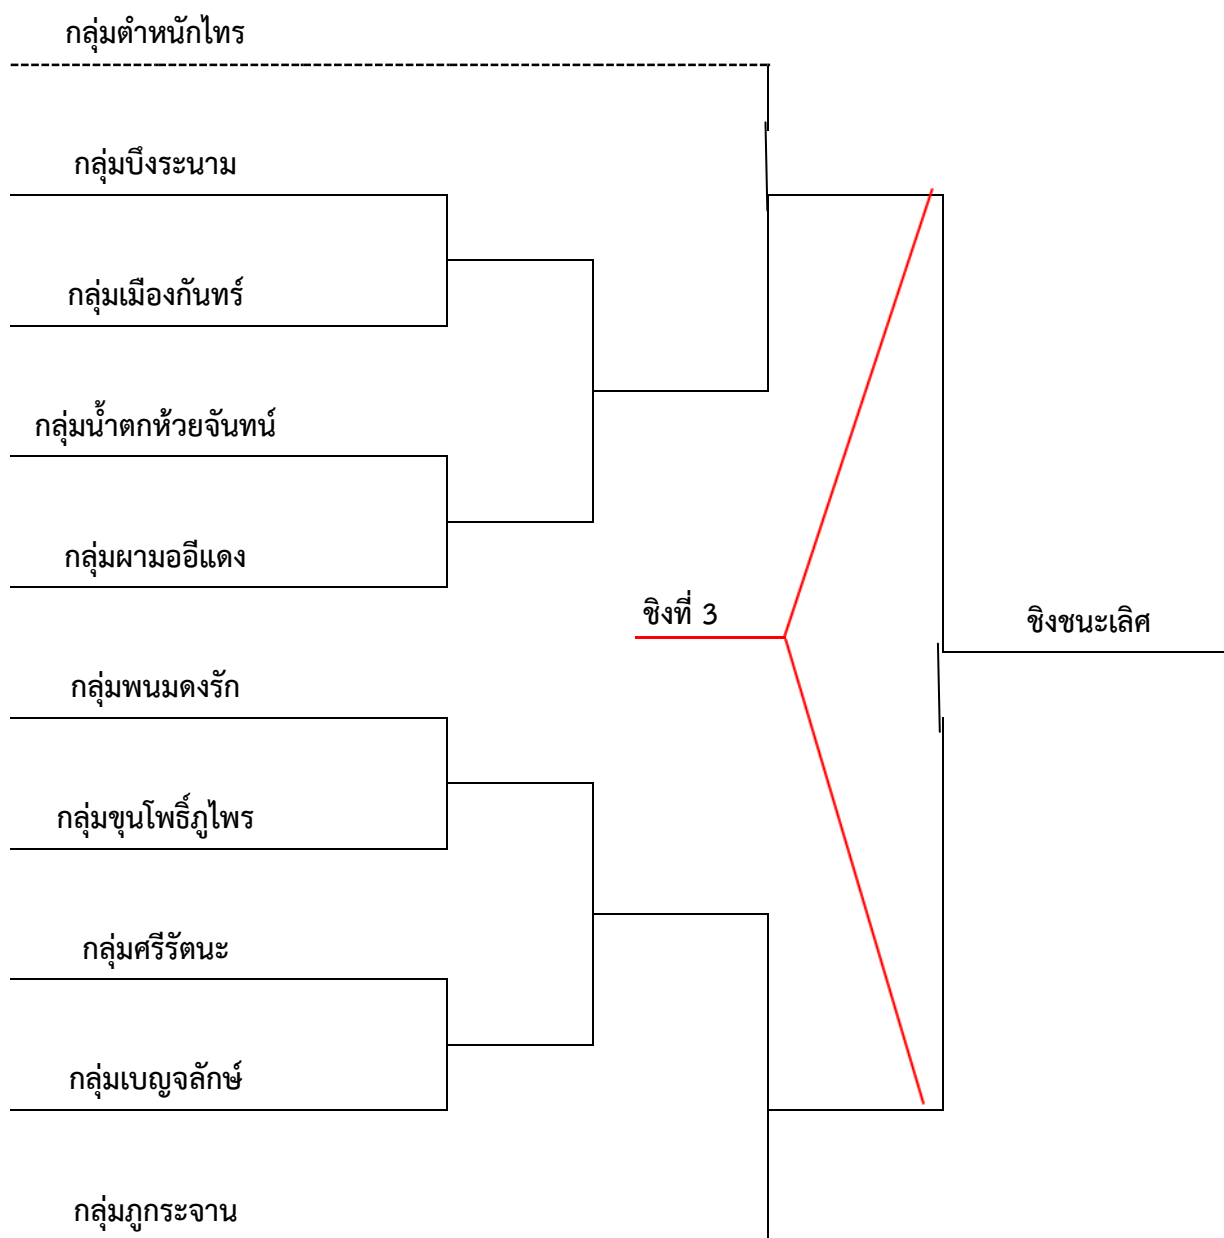 กลุ่มตำหนักไทร
กลุ่มบึงระนาม
กลุ่มเมืองกันทร์
กลุ่มน้ำตกห้วยจันทน์
กลุ่มผามออีแดง
ชิงที่ 3
ชิงชนะเลิศ
กลุ่มพนมดงรัก
กลุ่มขุนโพธิ์ภูไพร
กลุ่มศรีรัตนะ
กลุ่มเบญจลักษ์
กลุ่มภูกระจาน